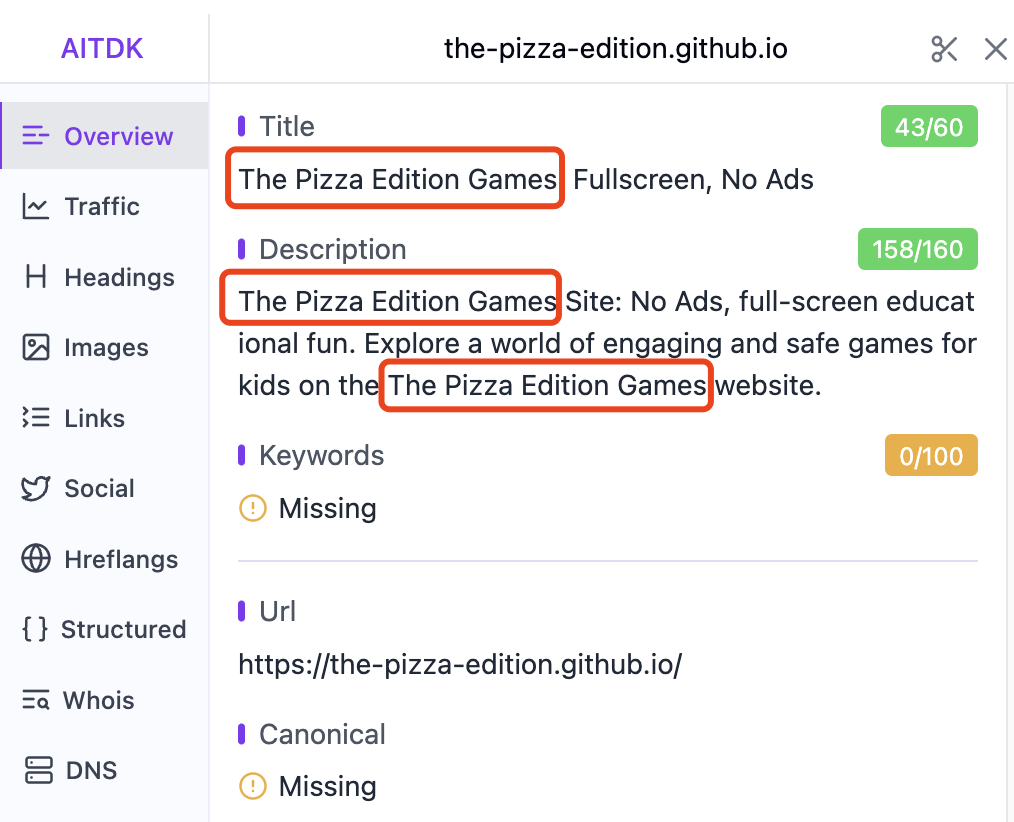 AITDK
the-pizza-edition.github.io
Overview
Traffic
Headings
Images
Links
Social
Hreflangs
Structured
Whois
DNS
Title
43/60
The Pizza Edition Games Fullscreen, No Ads
Description
158/160
The Pizza Edition Games Site: No Ads, full-screen educat
ional fun. Explore a world of engaging and safe games for
kids on the The Pizza Edition Games website.
Keywords
0/100
Missing
Url
https://the-pizza-edition.github.io/
Canonical
Missing